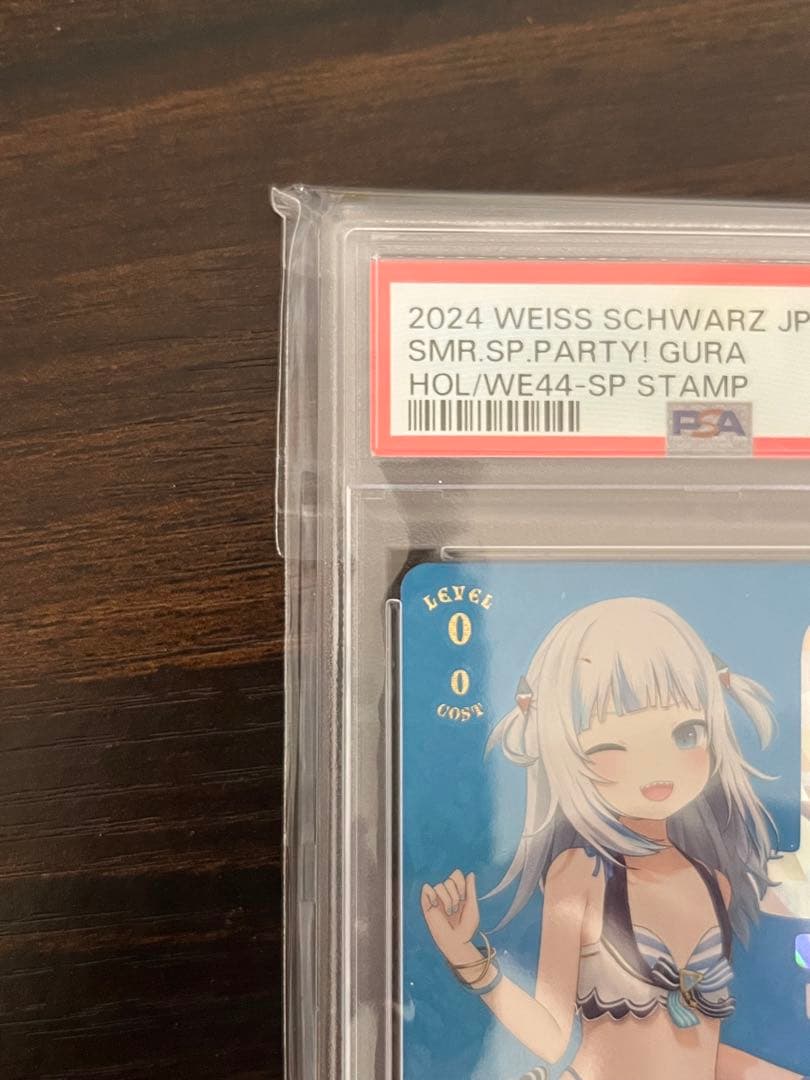 2024 WEISS SCHWARZ JP
SMR.SP.PARTY! GURA
HOL/WE44-SP STAMP
PSA
LEVEL
0
0
COST